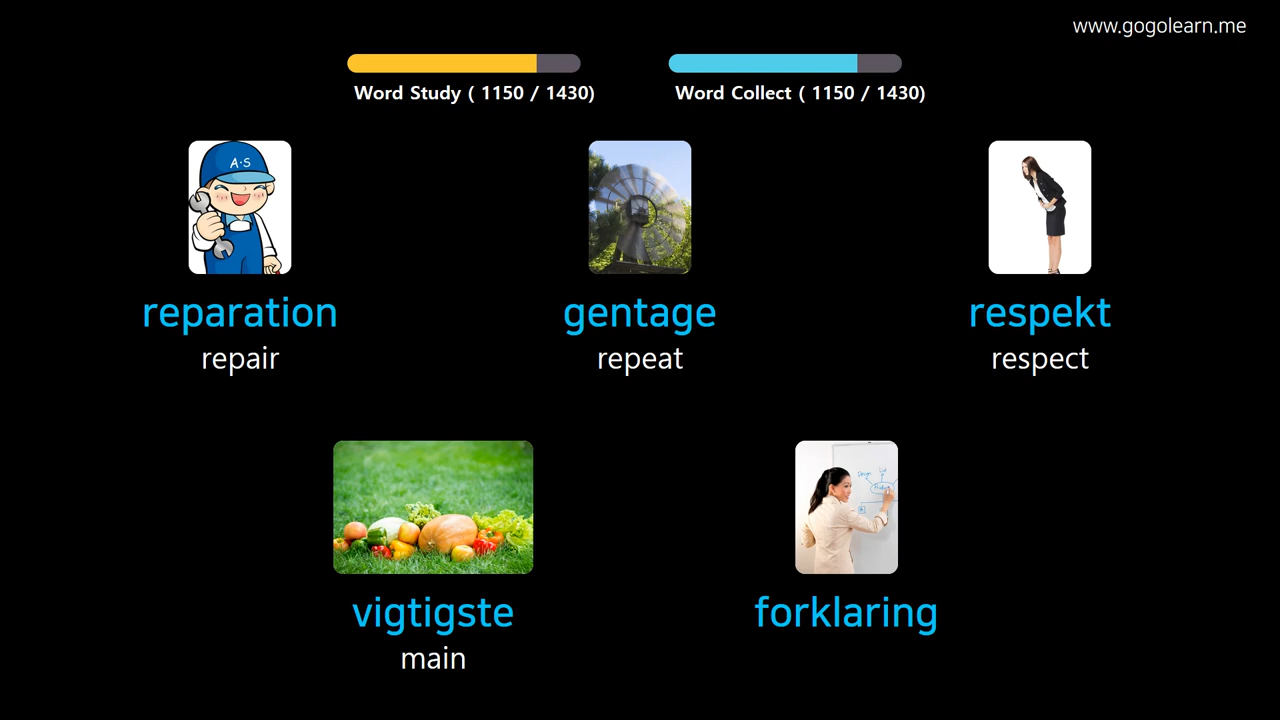 www.gogolearn.me
Word Study ( 1150 / 1430)
Word Collect ( 1150 / 1430)
A·S
reparation
repair
gentage
repeat
respekt
respect
vigtigste
main
forklaring